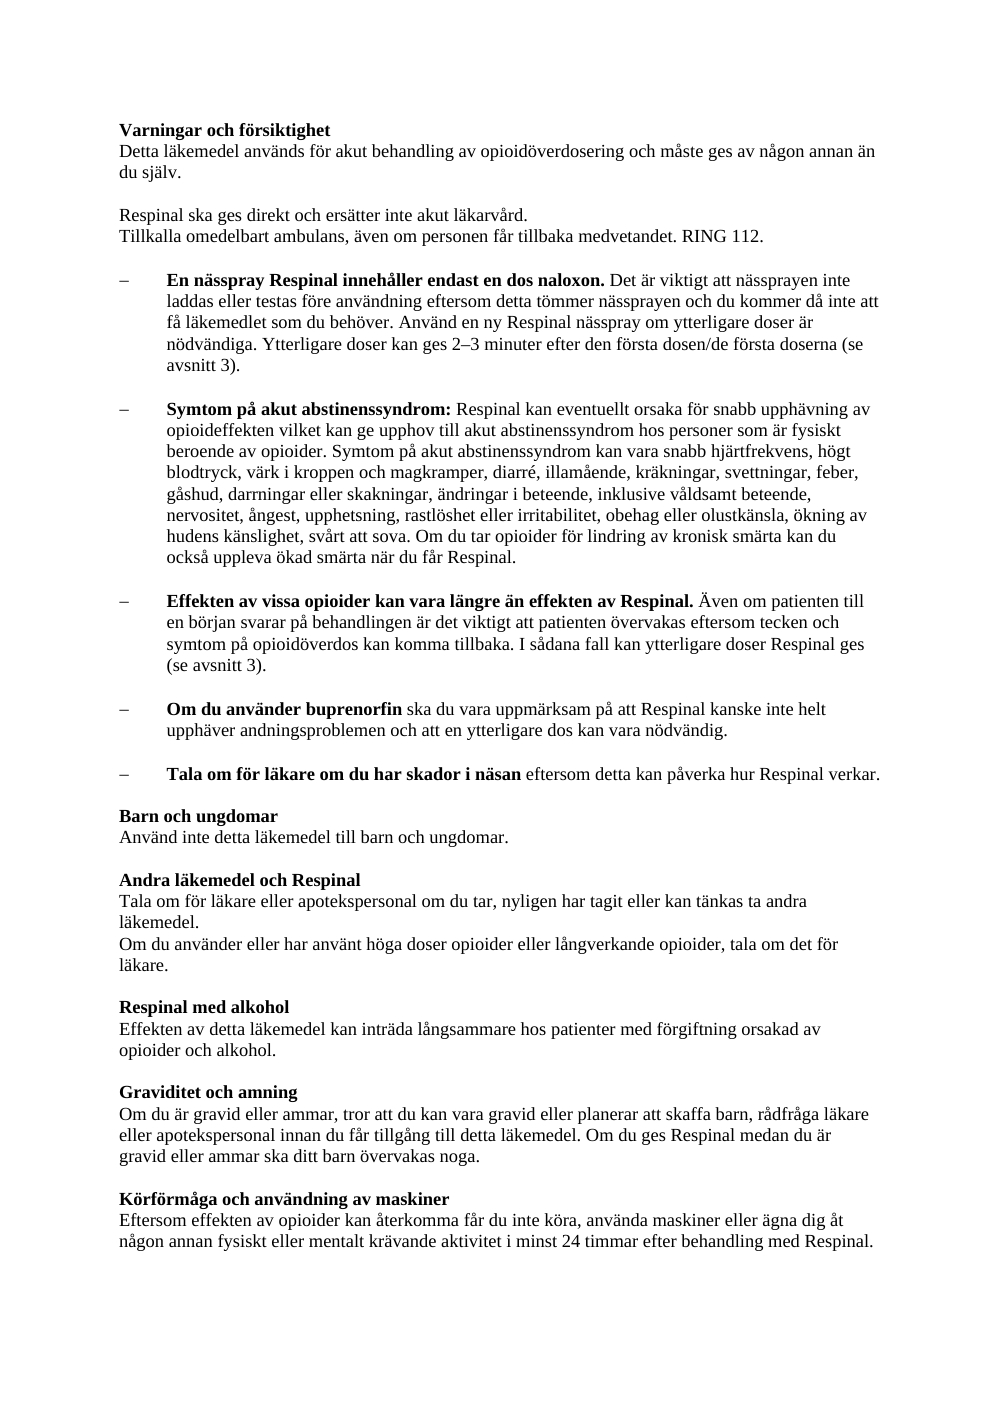 Varningar och försiktighet
Detta läkemedel används för akut behandling av opioidöverdosering och måste ges av någon annan än
du själv.
Respinal ska ges direkt och ersätter inte akut läkarvård.
Tillkalla omedelbart ambulans, även om personen får tillbaka medvetandet. RING 112.
– En nässpray Respinal innehåller endast en dos naloxon. Det är viktigt att nässprayen inte
laddas eller testas före användning eftersom detta tömmer nässprayen och du kommer då inte att
få läkemedlet som du behöver. Använd en ny Respinal nässpray om ytterligare doser är
nödvändiga. Ytterligare doser kan ges 2–3 minuter efter den första dosen/de första doserna (se
avsnitt 3).
– Symtom på akut abstinenssyndrom: Respinal kan eventuellt orsaka för snabb upphävning av
opioideffekten vilket kan ge upphov till akut abstinenssyndrom hos personer som är fysiskt
beroende av opioider. Symtom på akut abstinenssyndrom kan vara snabb hjärtfrekvens, högt
blodtryck, värk i kroppen och magkramper, diarré, illamående, kräkningar, svettningar, feber,
gåshud, darrningar eller skakningar, ändringar i beteende, inklusive våldsamt beteende,
nervositet, ångest, upphetsning, rastlöshet eller irritabilitet, obehag eller olustkänsla, ökning av
hudens känslighet, svårt att sova. Om du tar opioider för lindring av kronisk smärta kan du
också uppleva ökad smärta när du får Respinal.
– Effekten av vissa opioider kan vara längre än effekten av Respinal. Även om patienten till
en början svarar på behandlingen är det viktigt att patienten övervakas eftersom tecken och
symtom på opioidöverdos kan komma tillbaka. I sådana fall kan ytterligare doser Respinal ges
(se avsnitt 3).
– Om du använder buprenorfin ska du vara uppmärksam på att Respinal kanske inte helt
upphäver andningsproblemen och att en ytterligare dos kan vara nödvändig.
– Tala om för läkare om du har skador i näsan eftersom detta kan påverka hur Respinal verkar.
Barn och ungdomar
Använd inte detta läkemedel till barn och ungdomar.
Andra läkemedel och Respinal
Tala om för läkare eller apotekspersonal om du tar, nyligen har tagit eller kan tänkas ta andra
läkemedel.
Om du använder eller har använt höga doser opioider eller långverkande opioider, tala om det för
läkare.
Respinal med alkohol
Effekten av detta läkemedel kan inträda långsammare hos patienter med förgiftning orsakad av
opioider och alkohol.
Graviditet och amning
Om du är gravid eller ammar, tror att du kan vara gravid eller planerar att skaffa barn, rådfråga läkare
eller apotekspersonal innan du får tillgång till detta läkemedel. Om du ges Respinal medan du är
gravid eller ammar ska ditt barn övervakas noga.
Körförmåga och användning av maskiner
Eftersom effekten av opioider kan återkomma får du inte köra, använda maskiner eller ägna dig åt
någon annan fysiskt eller mentalt krävande aktivitet i minst 24 timmar efter behandling med Respinal.